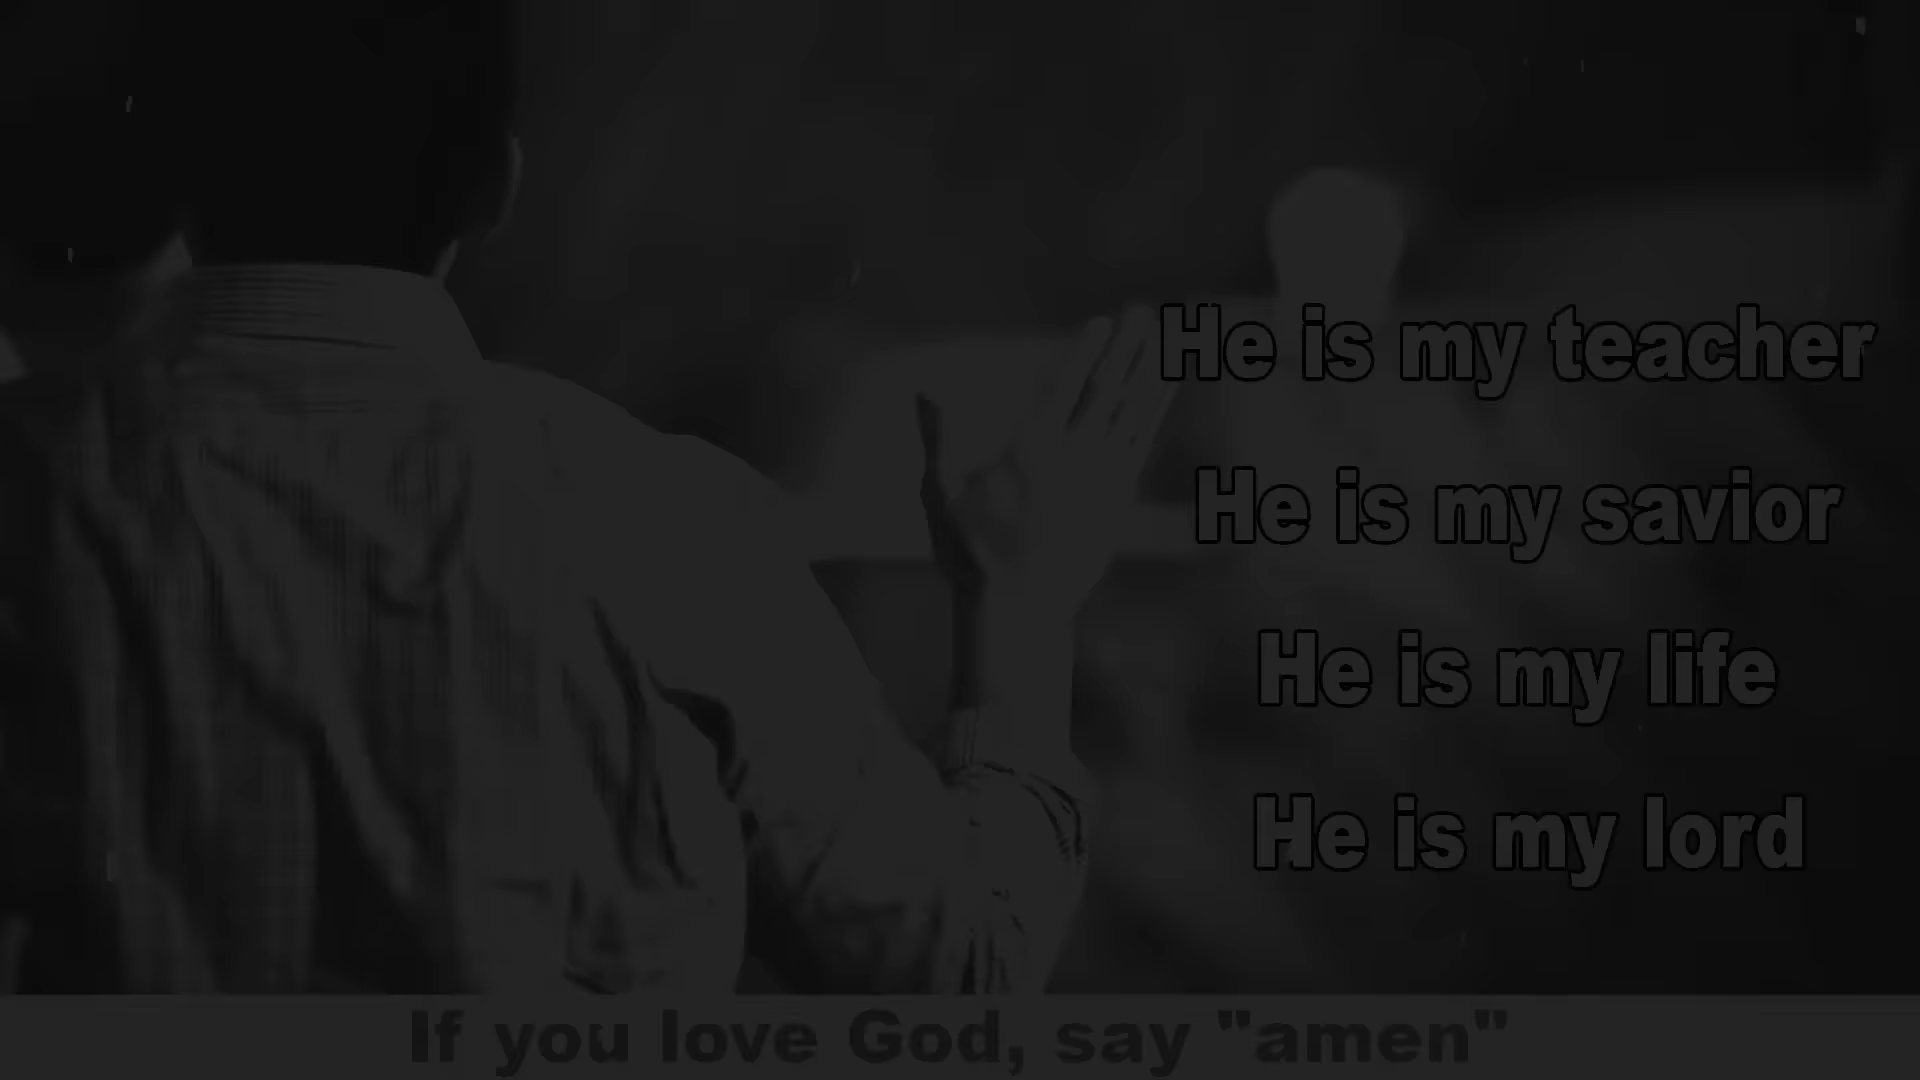 He is my teacher
He is my savior
He is my life
He is my lord
If you love God, say "amen"